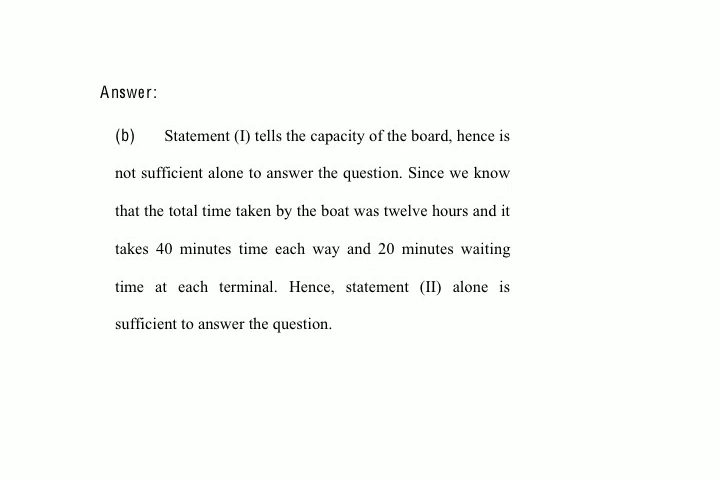 Answer:
(b) Statement (I) tells the capacity of the board, hence is
not sufficient alone to answer the question. Since we know
that the total time taken by the boat was twelve hours and it
takes 40 minutes time each way and 20 minutes waiting
time at each terminal. Hence, statement (II) alone is
sufficient to answer the question.